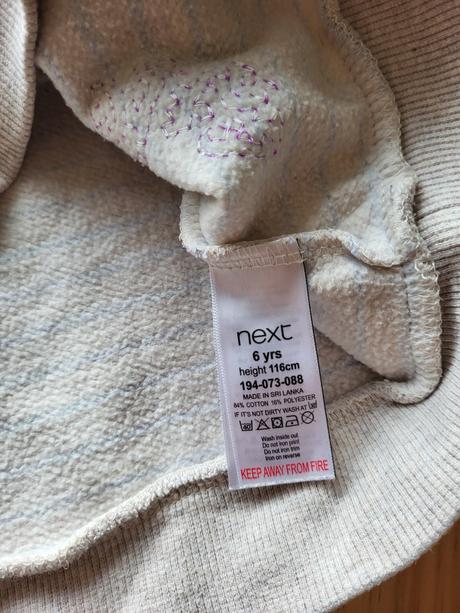 next
6 yrs
height 116cm
194-073-088
MADE IN SRI LANKA
84% COTTON 16% POLYESTER
IF IT'S NOT DIRTY WASH AT
40
Wash inside out
Do not iron print
Do not iron trim
Iron on reverse
KEEP AWAY FROM FIRE